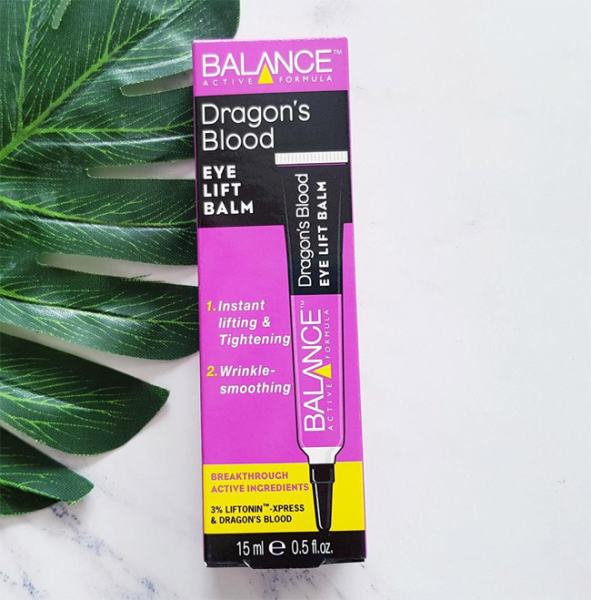 BALANCE™
ACTIVE FORMULA
Dragon's
Blood
EYE
LIFT
BALM
1. Instant
lifting &
Tightening
2. Wrinkle-
smoothing
Dragon's Blood
EYE LIFT BALM
BALANCE™
ACTIVE FORMULA
BREAKTHROUGH
ACTIVE INGREDIENTS
3% LIFTONIN™-XPRESS
& DRAGON'S BLOOD
15 ml e 0.5 fl.oz.